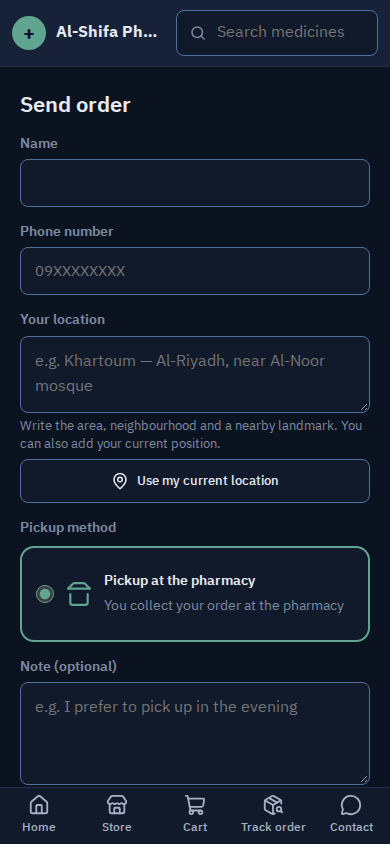 +
Al-Shifa Ph...
Search medicines
Send order
Name
Phone number
09XXXXXXXX
Your location
e.g. Khartoum — Al-Riyadh, near Al-Noor
mosque
Write the area, neighbourhood and a nearby landmark. You
can also add your current position.
Use my current location
Pickup method
Pickup at the pharmacy
You collect your order at the pharmacy
Note (optional)
e.g. I prefer to pick up in the evening
Home
Store
Cart
Track order
Contact